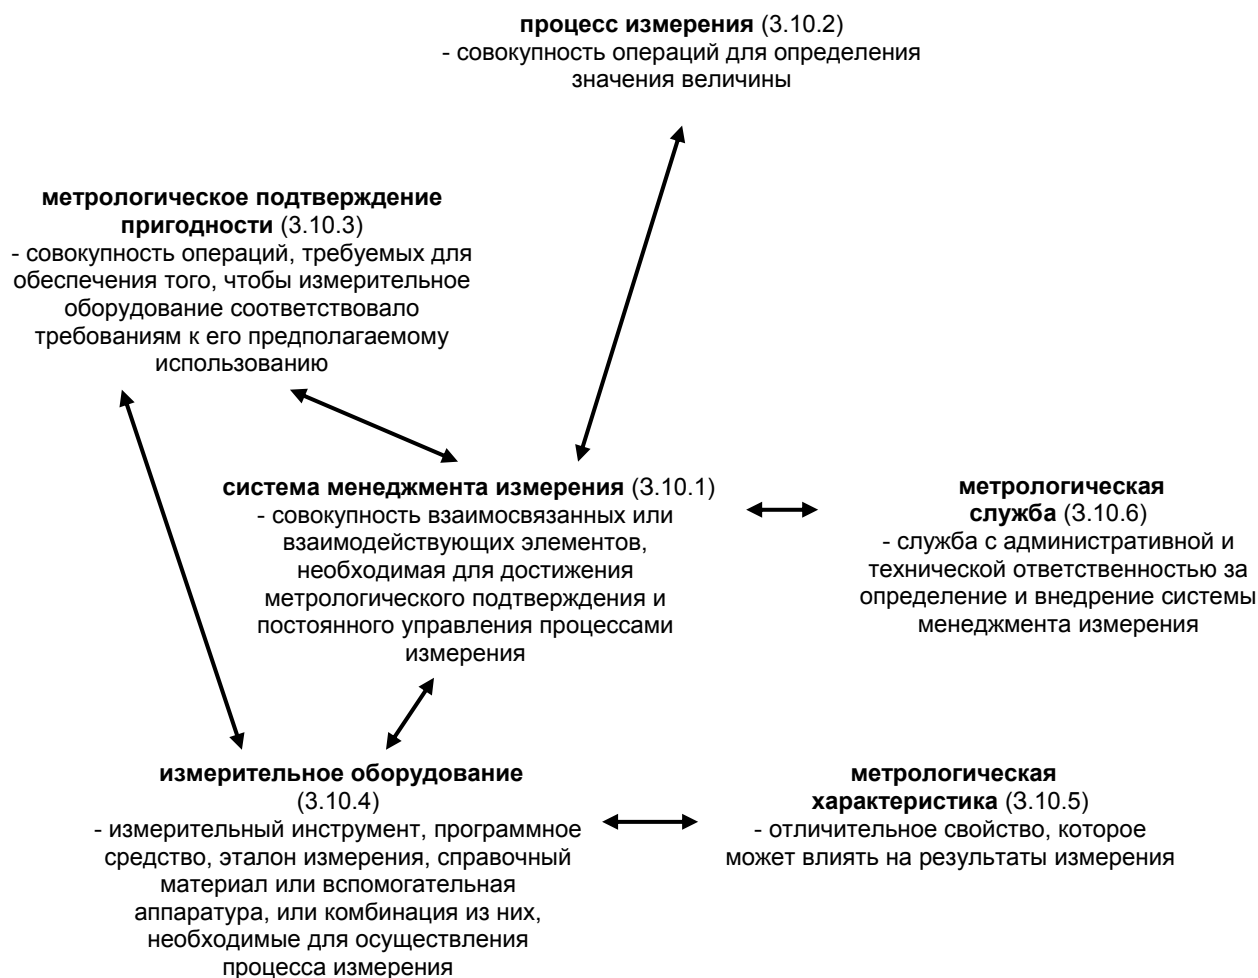 процесс измерения (3.10.2)
- совокупность операций для определения
значения величины
метрологическое подтверждение
пригодности (3.10.3)
- совокупность операций, требуемых для
обеспечения того, чтобы измерительное
оборудование соответствовало
требованиям к его предполагаемому
использованию
система менеджмента измерения (3.10.1)
- совокупность взаимосвязанных или
взаимодействующих элементов,
необходимая для достижения
метрологического подтверждения и
постоянного управления процессами
измерения
метрологическая
служба (3.10.6)
- служба с административной и
технической ответственностью за
определение и внедрение системы
менеджмента измерения
измерительное оборудование
(3.10.4)
- измерительный инструмент, программное
средство, эталон измерения, справочный
материал или вспомогательная
аппаратура, или комбинация из них,
необходимые для осуществления
процесса измерения
метрологическая
характеристика (3.10.5)
- отличительное свойство, которое
может влиять на результаты измерения